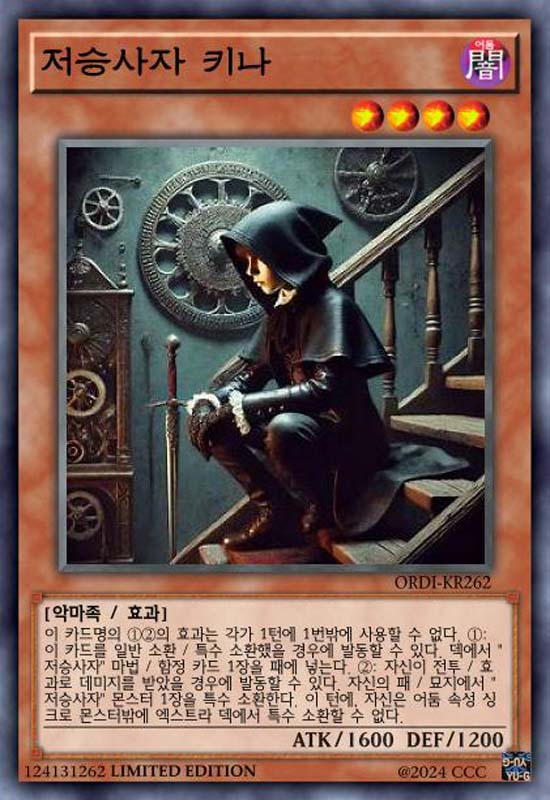 저승사자 키나
어둠
闇
ORDI-KR262
[악마족 / 효과]
이 카드명의 ①②의 효과는 각각 1턴에 1번밖에 사용할 수 없다. ①:
이 카드를 일반 소환 / 특수 소환했을 경우에 발동할 수 있다. 덱에서 "
저승사자" 마법 / 함정 카드 1장을 패에 넣는다. ②: 자신이 전투 / 효
과로 데미지를 받았을 경우에 발동할 수 있다. 자신의 패 / 묘지에서 "
저승사자" 몬스터 1장을 특수 소환한다. 이 턴에, 자신은 어둠 속성 싱
크로 몬스터밖에 엑스트라 덱에서 특수 소환할 수 없다.
ATK/1600 DEF/1200
124131262 LIMITED EDITION ©2024 CCC